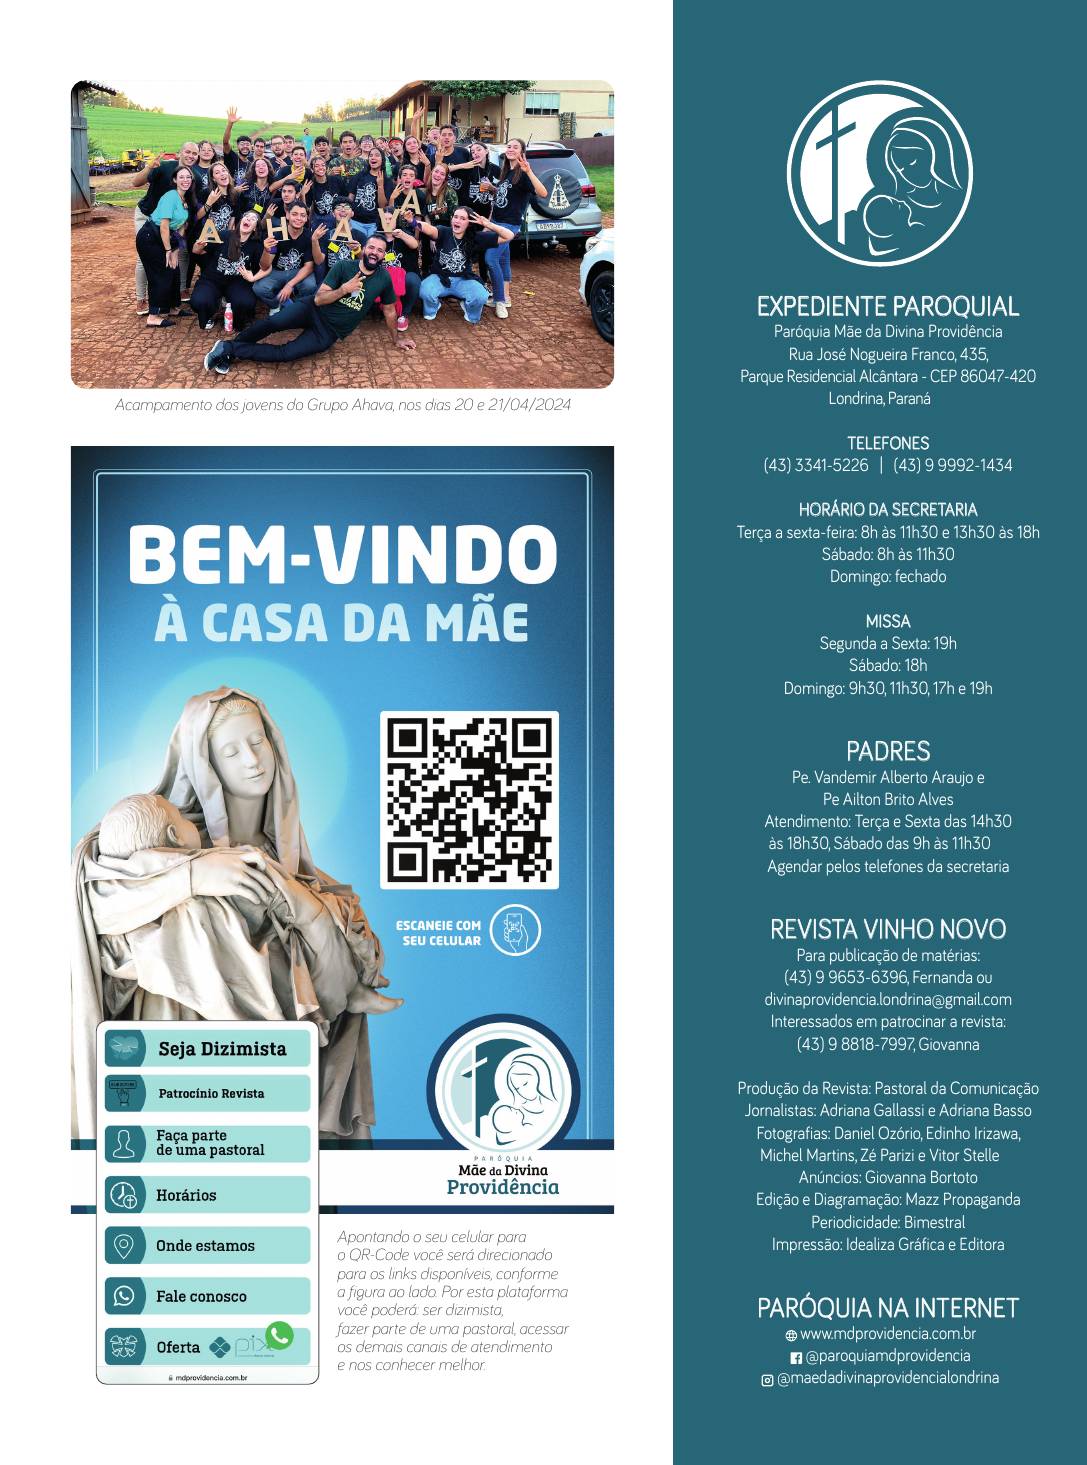 AHAVA
Acampamento dos jovens do Grupo Ahava, nos dias 20 e 21/04/2024
BEM-VINDO
À CASA DA MÃE
ESCANEIE COM
SEU CELULAR
Seja Dizimista
Patrocínio Revista
Faça parte
de uma pastoral
Horários
Onde estamos
Fale conosco
Oferta
pix
mdprovidencia.com.br
PARÓQUIA
Mãe da Divina
Providência
Apontando o seu celular para
o QR-Code você será direcionado
para os links disponíveis, conforme
a figura ao lado. Por esta plataforma
você poderá: ser dizimista,
fazer parte de uma pastoral, acessar
os demais canais de atendimento
e nos conhecer melhor.
EXPEDIENTE PAROQUIAL
Paróquia Mãe da Divina Providência
Rua José Nogueira Franco, 435,
Parque Residencial Alcântara - CEP 86047-420
Londrina, Paraná
TELEFONES
(43) 3341-5226 | (43) 9 9992-1434
HORÁRIO DA SECRETARIA
Terça a sexta-feira: 8h às 11h30 e 13h30 às 18h
Sábado: 8h às 11h30
Domingo: fechado
MISSA
Segunda a Sexta: 19h
Sábado: 18h
Domingo: 9h30, 11h30, 17h e 19h
PADRES
Pe. Vandemir Alberto Araujo e
Pe Ailton Brito Alves
Atendimento: Terça e Sexta das 14h30
às 18h30, Sábado das 9h às 11h30
Agendar pelos telefones da secretaria
REVISTA VINHO NOVO
Para publicação de matérias:
(43) 9 9653-6396, Fernanda ou
divinaprovidencia.londrina@gmail.com
Interessados em patrocinar a revista:
(43) 9 8818-7997, Giovanna
Produção da Revista: Pastoral da Comunicação
Jornalistas: Adriana Gallassi e Adriana Basso
Fotografias: Daniel Ozório, Edinho Irizawa,
Michel Martins, Zé Parizi e Vitor Stelle
Anúncios: Giovanna Bortoto
Edição e Diagramação: Mazz Propaganda
Periodicidade: Bimestral
Impressão: Idealiza Gráfica e Editora
PARÓQUIA NA INTERNET
www.mdprovidencia.com.br
@paroquiamdprovidencia
@maedadivinaprovidencialondrina